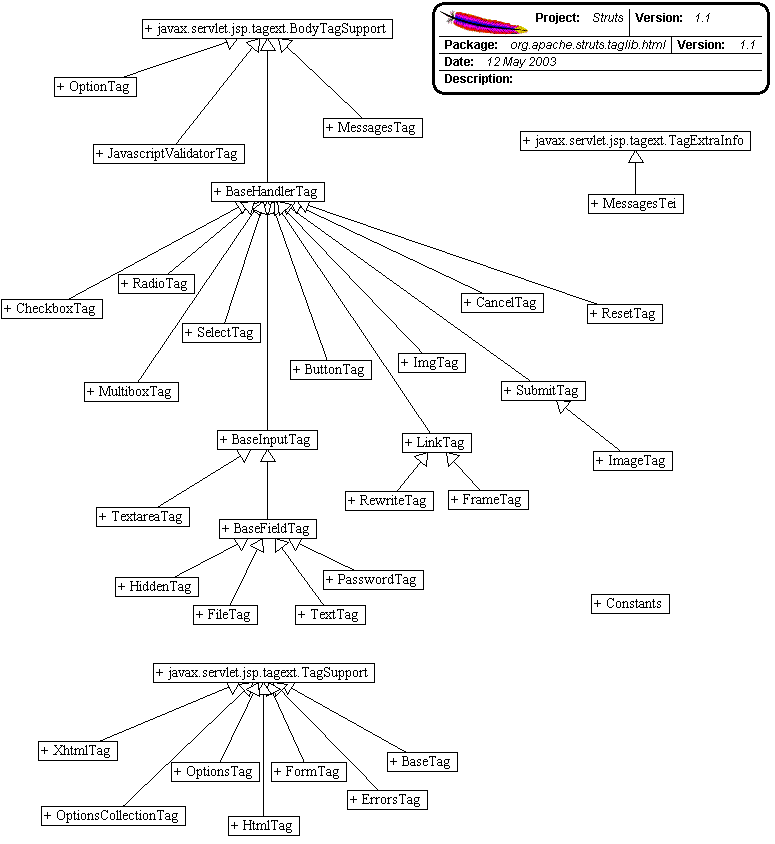 + javax.servlet.jsp.tagext.BodyTagSupport
Project: Struts Version: 1.1
Package: org.apache.struts.taglib.html Version: 1.1
Date: 12 May 2003
Description:
+ OptionTag
+ MessagesTag
+ JavascriptValidatorTag
+ javax.servlet.jsp.tagext.TagExtraInfo
+ BaseHandlerTag
+ MessagesTei
+ RadioTag
+ CheckboxTag
+ CancelTag
+ ResetTag
+ SelectTag
+ ButtonTag
+ ImgTag
+ MultiboxTag
+ SubmitTag
+ BaseInputTag
+ LinkTag
+ ImageTag
+ RewriteTag
+ FrameTag
+ TextareaTag
+ BaseFieldTag
+ HiddenTag
+ PasswordTag
+ FileTag
+ TextTag
+ Constants
+ javax.servlet.jsp.tagext.TagSupport
+ XhtmlTag
+ OptionsTag
+ FormTag
+ BaseTag
+ ErrorsTag
+ OptionsCollectionTag
+ HtmlTag